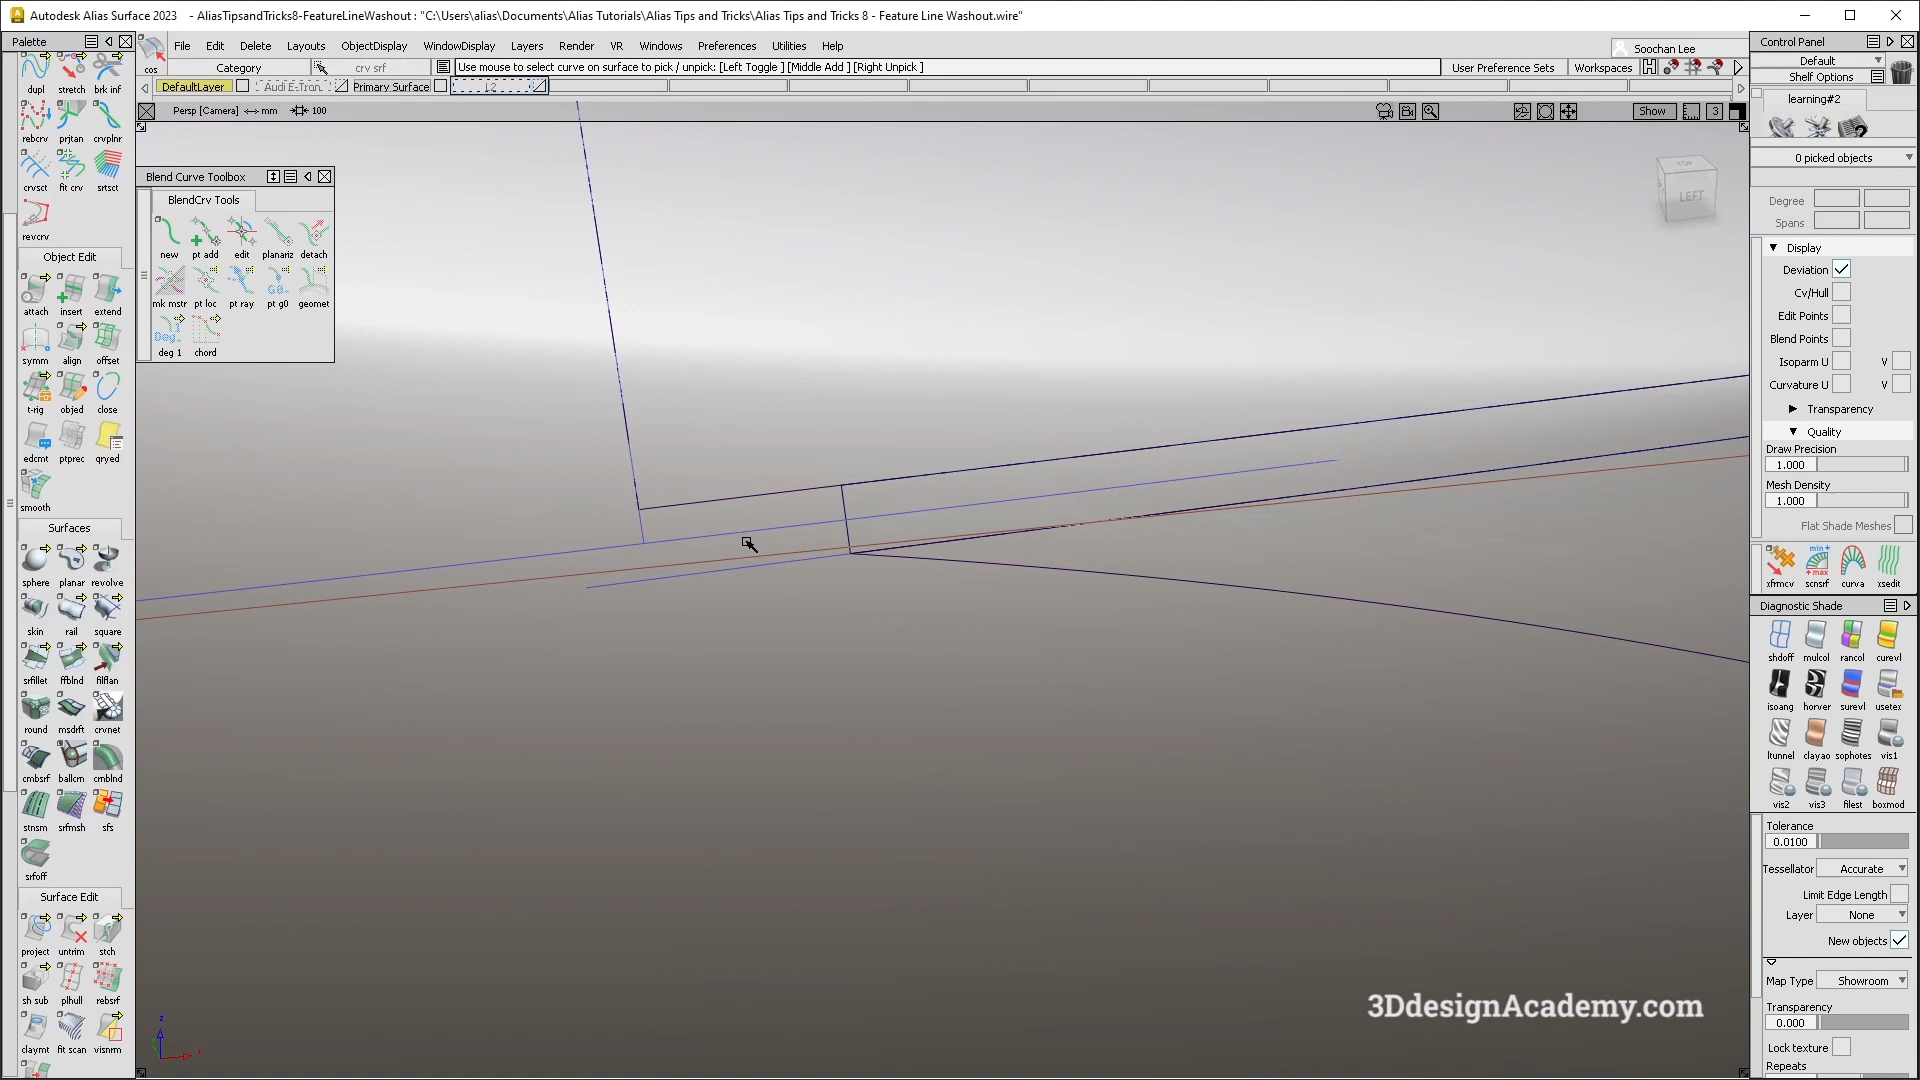 Autodesk Alias Surface 2023 - AliasTipsandTricks8-FeatureLineWashout : "C:\Users\alias\Documents\Alias Tutorials\Alias Tips and Tricks\Alias Tips and Tricks 8 - Feature Line Washout.wire"
Palette
File Edit Delete Layouts ObjectDisplay WindowDisplay Layers Render VR Windows Preferences Utilities Help
Soochan Lee
cos
Category
crv srf
Use mouse to select curve on surface to pick / unpick: [Left Toggle ] [Middle Add ] [Right Unpick ]
User Preference Sets
Workspaces
DefaultLayer
Audi E-Tron.
Primary Surface
L2
Persp [Camera] mm 100
Show
3
dupl stretch brk inf
rebcrv prjtan crvplnr
crvsct fit crv srtsct
revcrv
Object Edit
attach insert extend
symm align offset
t-rig objed close
edcmt ptprec qryed
smooth
Surfaces
sphere planar revolve
skin rail square
srfillet ffblnd filflan
round msdrft crvnet
cmbsrf ballcrn crnblnd
stnsm srfmsh sfs
srfoff
Surface Edit
project untrim stch
sh sub plhull rebsrf
claymt fit scan visnrm
Blend Curve Toolbox
BlendCrv Tools
new pt add edit planariz detach
mk mstr pt loc pt ray pt g0 geomet
Deg.1
G0.
deg 1 chord
TOP
LEFT
z
x
3DdesignAcademy.com
Control Panel
Default
Shelf Options
learning#2
0 picked objects
Degree
Spans
Display
Deviation
Cv/Hull
Edit Points
Blend Points
Isoparm U V
Curvature U V
Transparency
Quality
Draw Precision
1.000
Mesh Density
1.000
Flat Shade Meshes
min
max
xfrmcv scnsrf curva xsedit
Diagnostic Shade
shdoff mulcol rancol curevl
isoang horver surevl usetex
ltunnel clayao sophotes vis1
vis2 vis3 filest boxmod
Tolerance
0.0100
Tessellator Accurate
Limit Edge Length
Layer None
New objects
Map Type Showroom
Transparency
0.000
Lock texture
Repeats